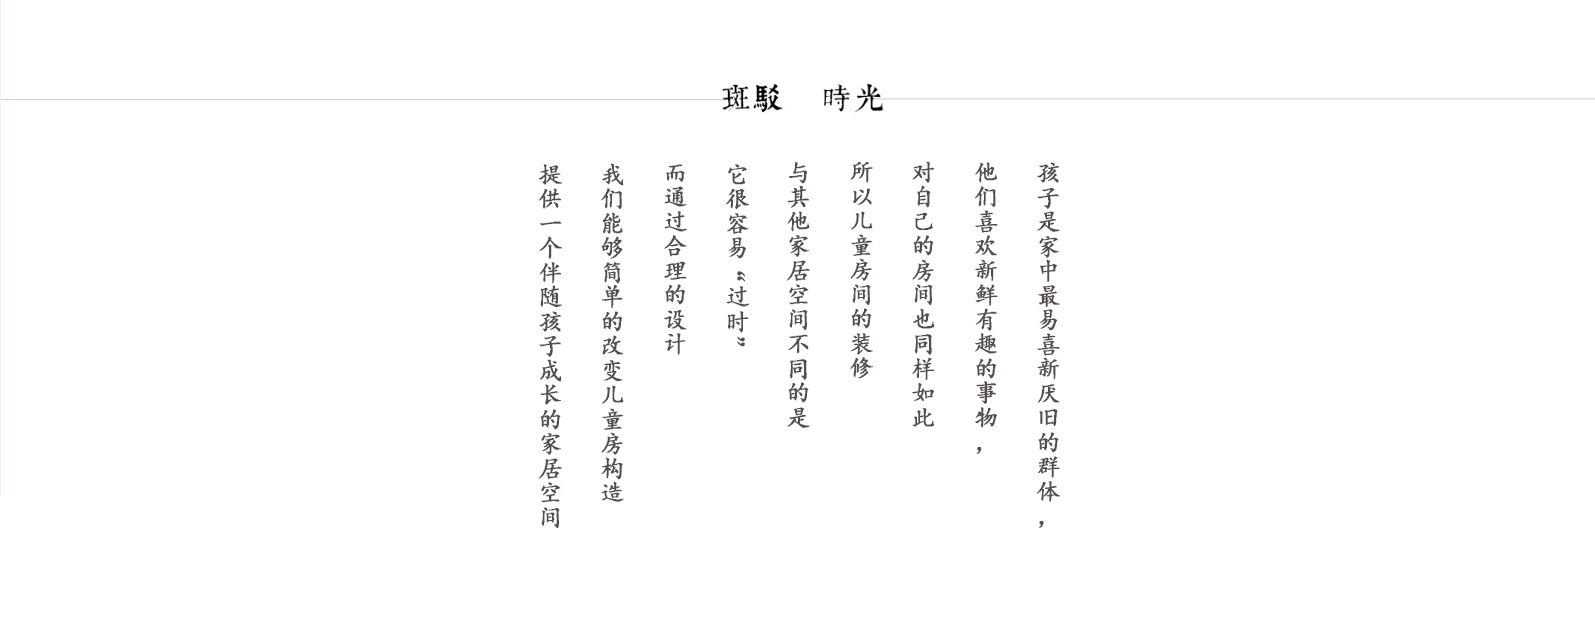 斑駁 時光
孩子是家中最易喜新厌旧的群体，
他们喜欢新鲜有趣的事物，
对自己的房间也同样如此
所以儿童房间的装修
与其他家居空间不同的是
它很容易“过时”
而通过合理的设计
我们能够简单的改变儿童房构造
提供一个伴随孩子成长的家居空间